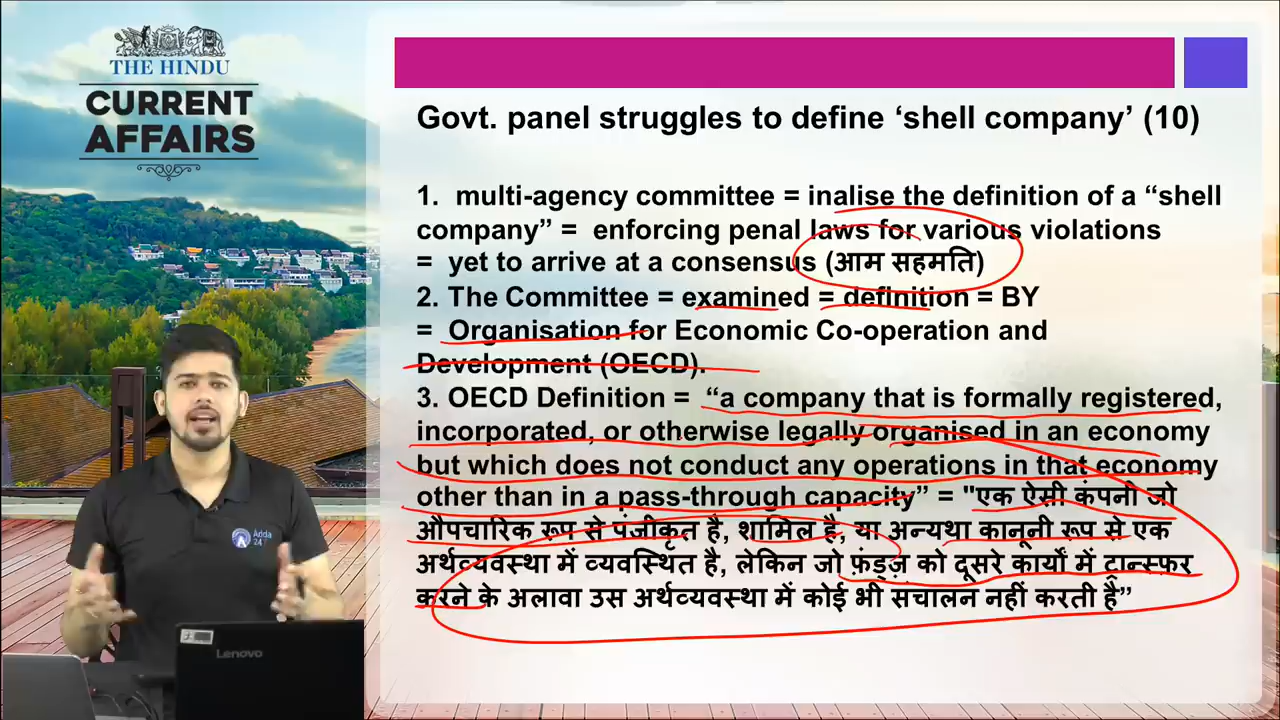 THE HINDU
CURRENT
AFFAIRS
Govt. panel struggles to define ‘shell company’ (10)
1. multi-agency committee = inalise the definition of a “shell
company” = enforcing penal laws for various violations
= yet to arrive at a consensus (आम सहमति)
2. The Committee = examined = definition = BY
= Organisation for Economic Co-operation and
Development (OECD).
3. OECD Definition = “a company that is formally registered,
incorporated, or otherwise legally organised in an economy
but which does not conduct any operations in that economy
other than in a pass-through capacity” = "एक ऐसी कंपनी जो
औपचारिक रूप से पंजीकृत है, शामिल है, या अन्यथा कानूनी रूप से एक
अर्थव्यवस्था में व्यवस्थित है, लेकिन जो फ़ंड्ज़ को दूसरे कार्यों में ट्रान्स्फ़र
करने के अलावा उस अर्थव्यवस्था में कोई भी संचालन नहीं करती है”
Adda
247
Lenovo